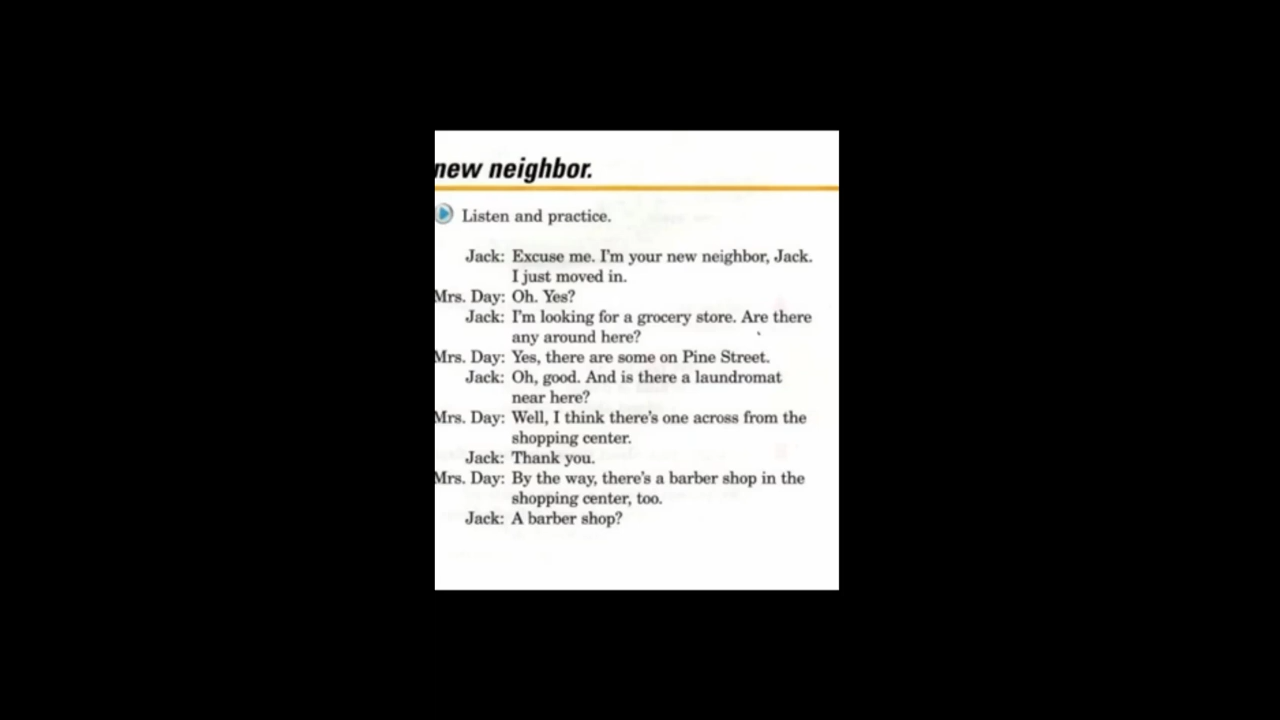 new neighbor.
Listen and practice.
Jack: Excuse me. I'm your new neighbor, Jack.
I just moved in.
Mrs. Day: Oh. Yes?
Jack: I'm looking for a grocery store. Are there
any around here?
Mrs. Day: Yes, there are some on Pine Street.
Jack: Oh, good. And is there a laundromat
near here?
Mrs. Day: Well, I think there's one across from the
shopping center.
Jack: Thank you.
Mrs. Day: By the way, there's a barber shop in the
shopping center, too.
Jack: A barber shop?